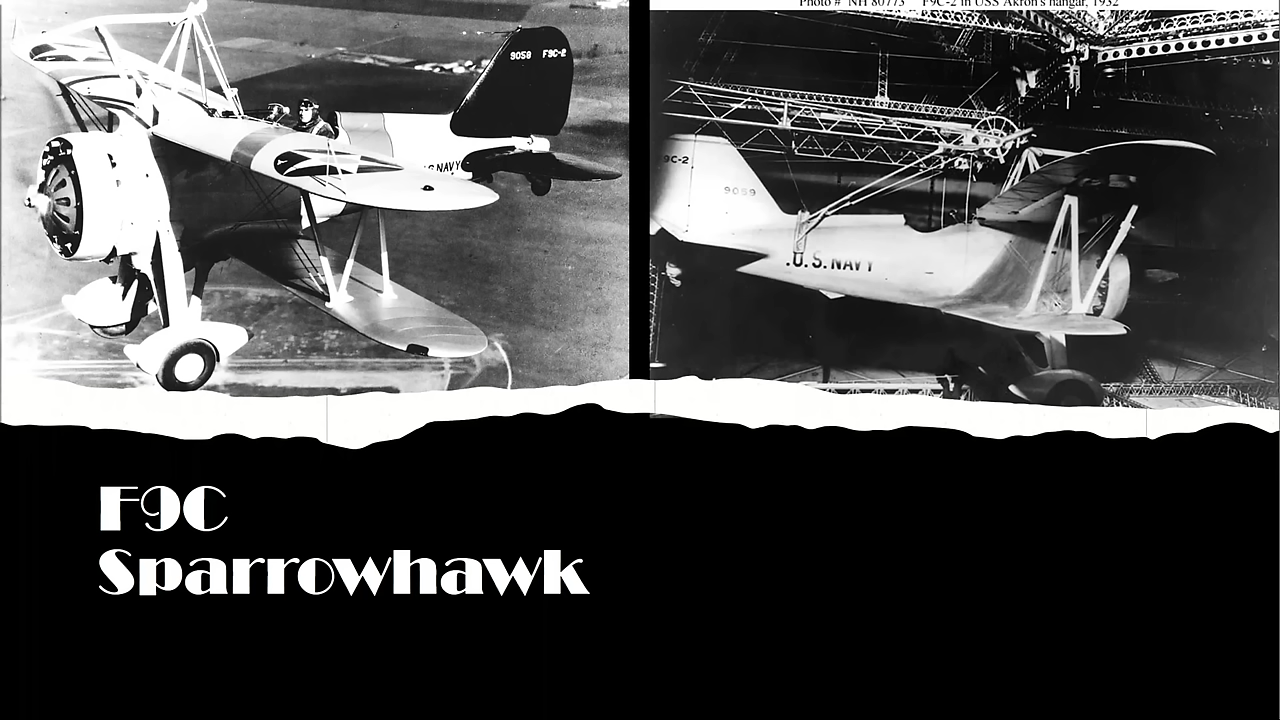 Photo # NH 80773 F9C-2 in USS Akron's hangar, 1932
9058 F9C-2
U.S. NAVY
9C-2
9059
.U.S. NAVY
F9C
Sparrowhawk